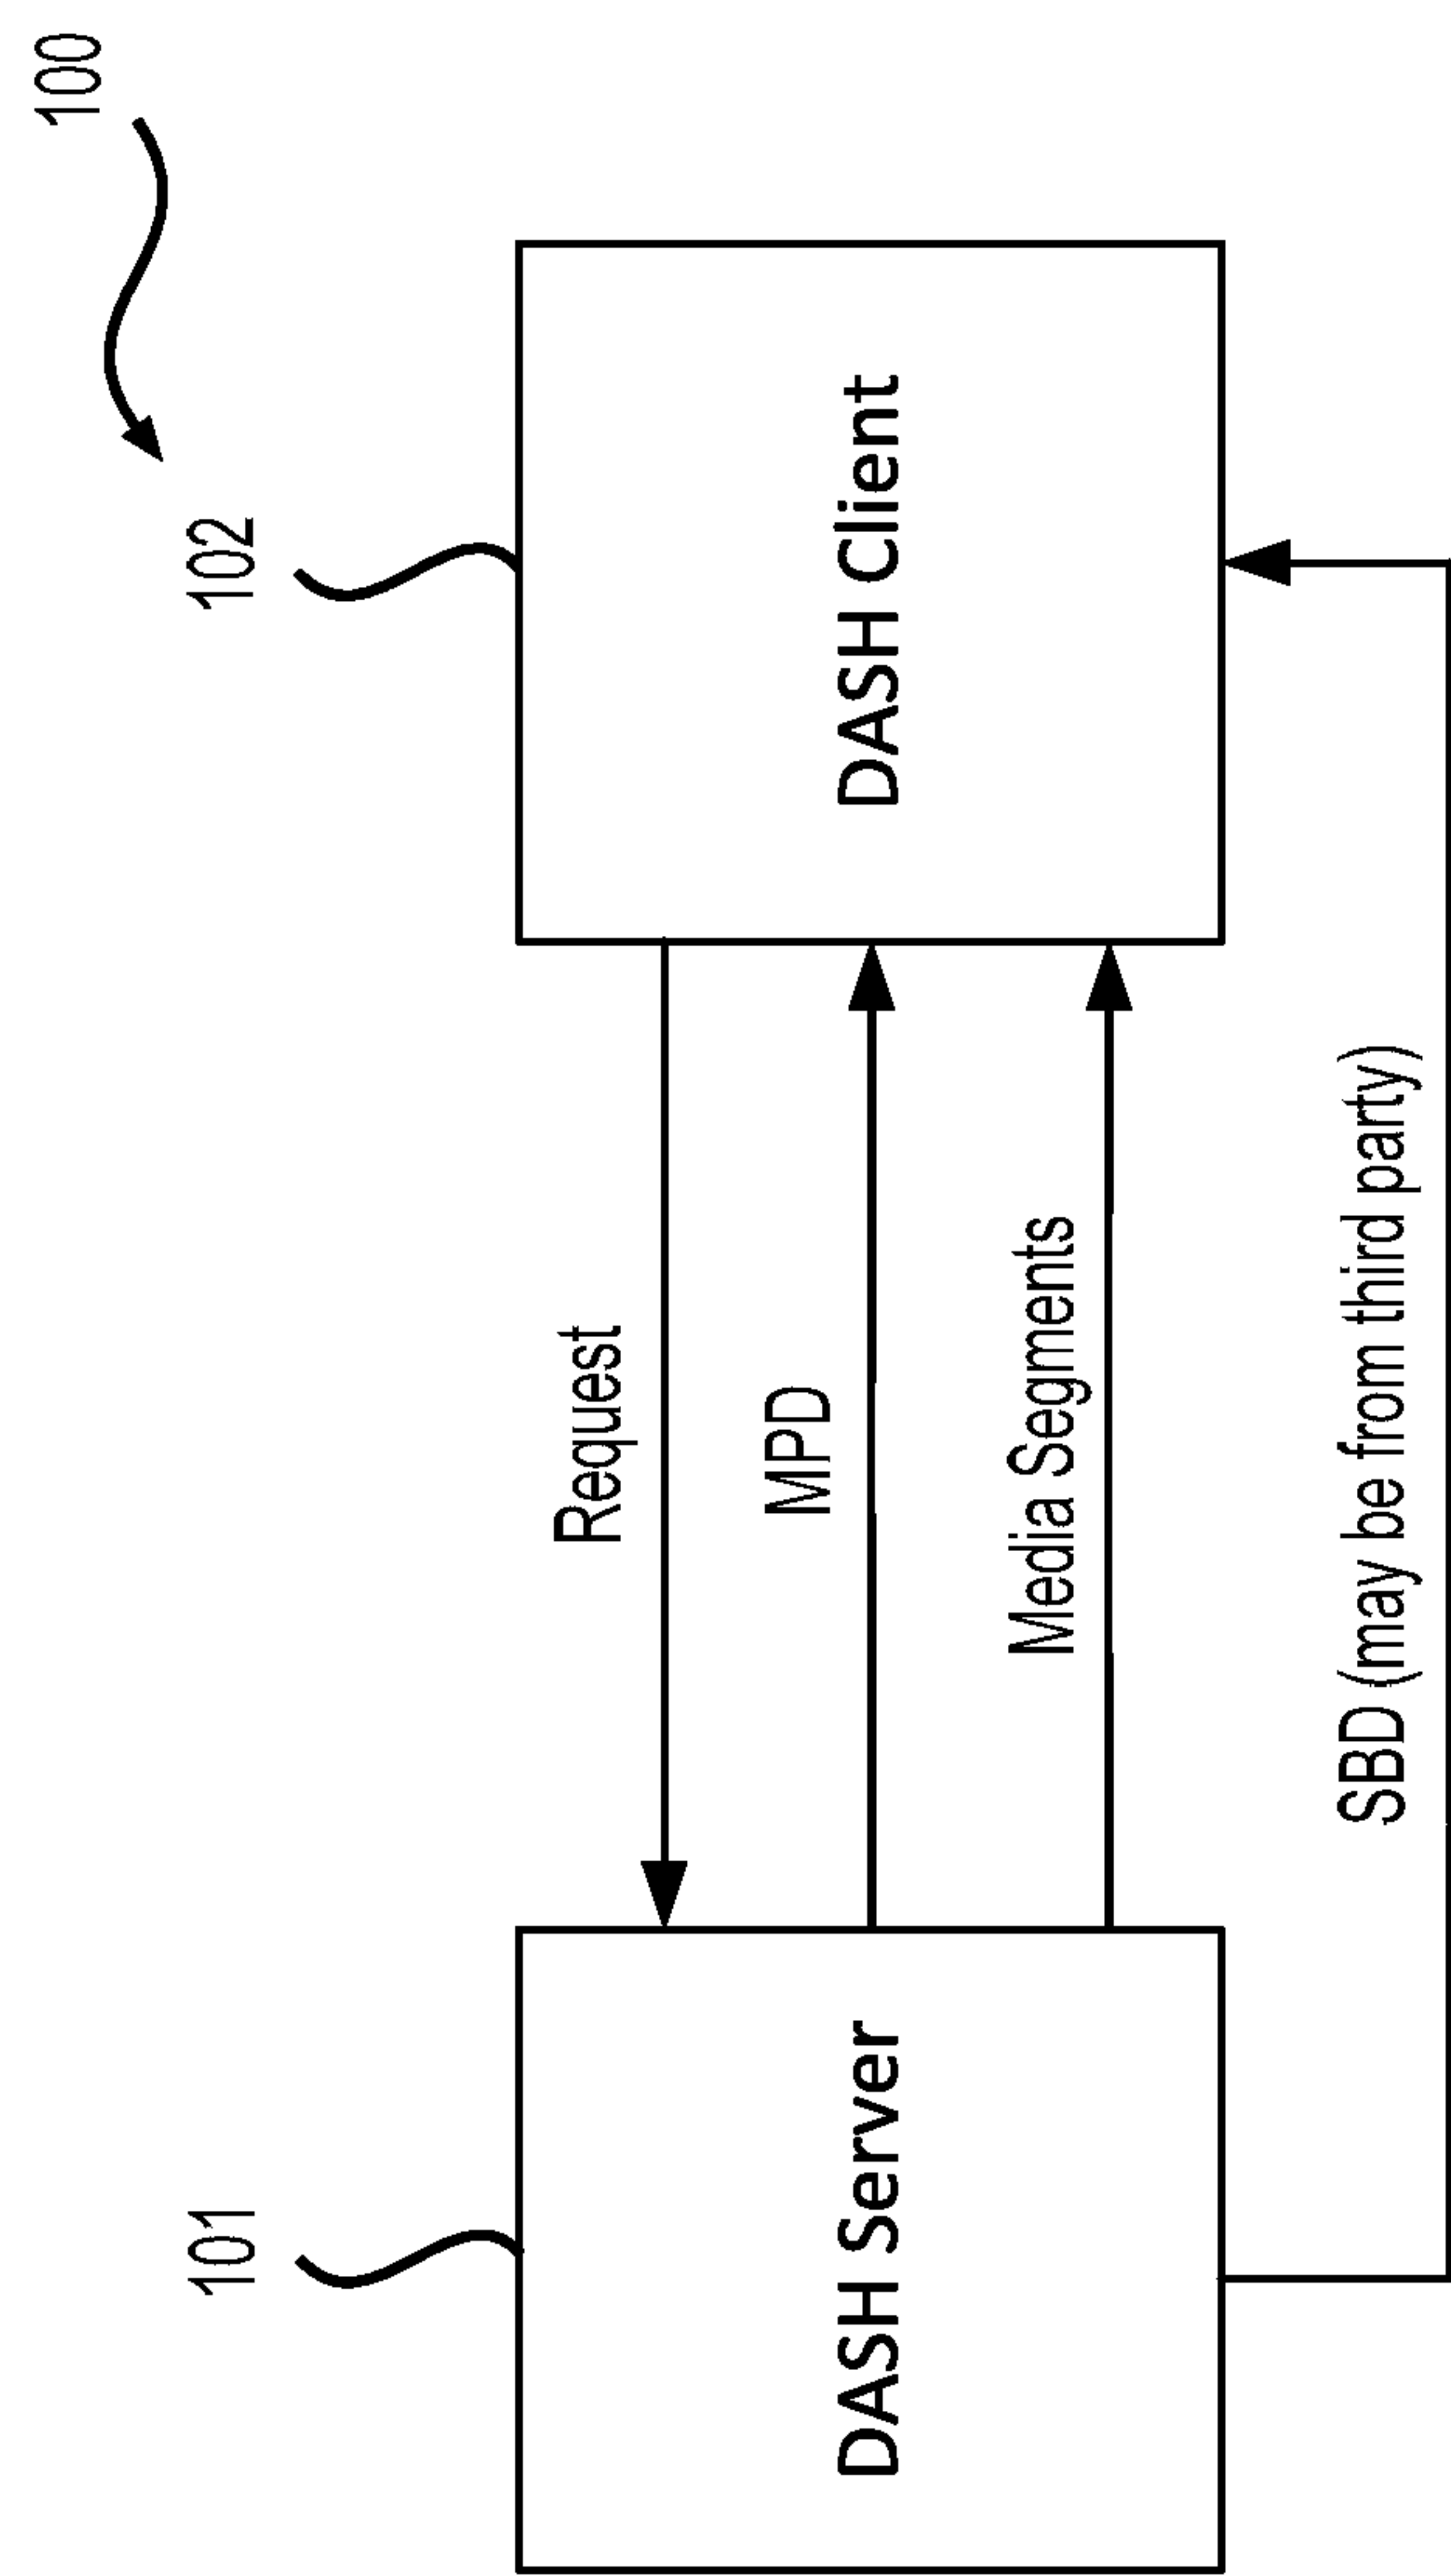 100
101
102
DASH Server
DASH Client
Request
MPD
Media Segments
SBD (may be from third party)